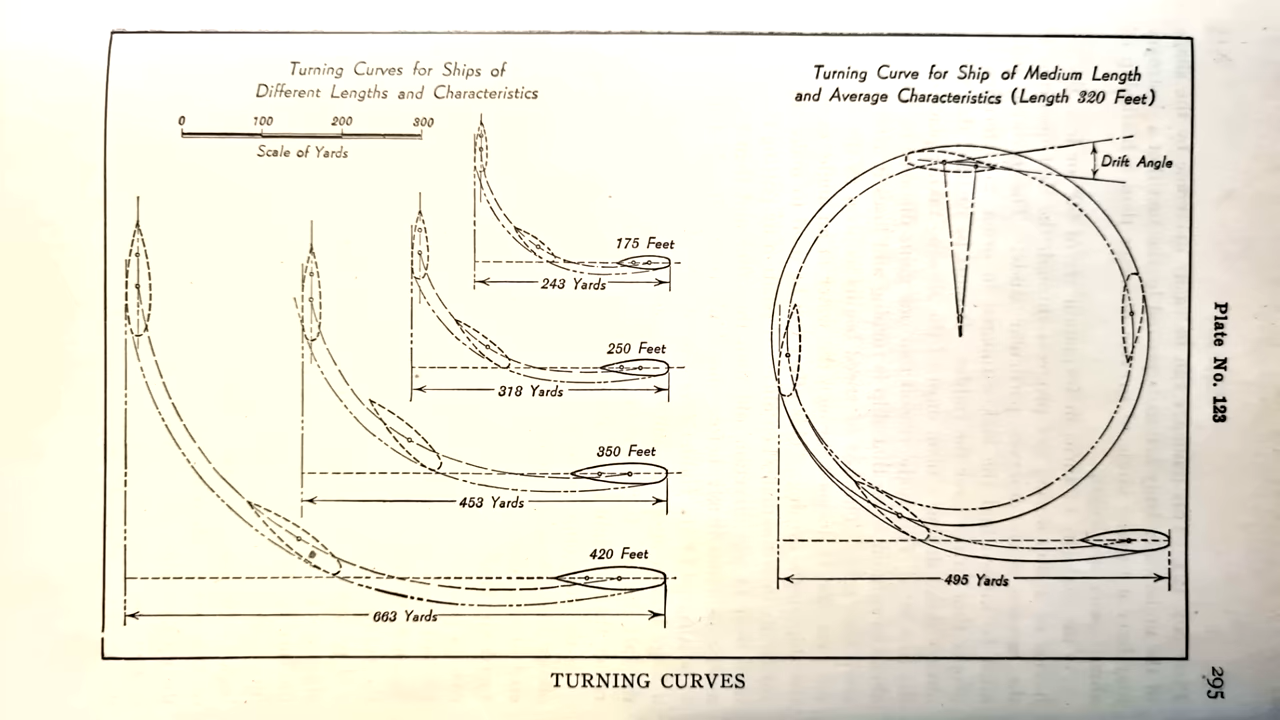 Turning Curves for Ships of
Different Lengths and Characteristics
0 100 200 300
Scale of Yards
175 Feet
243 Yards
250 Feet
318 Yards
350 Feet
453 Yards
420 Feet
663 Yards
Turning Curve for Ship of Medium Length
and Average Characteristics (Length 320 Feet)
Drift Angle
495 Yards
Plate No. 123
TURNING CURVES
295